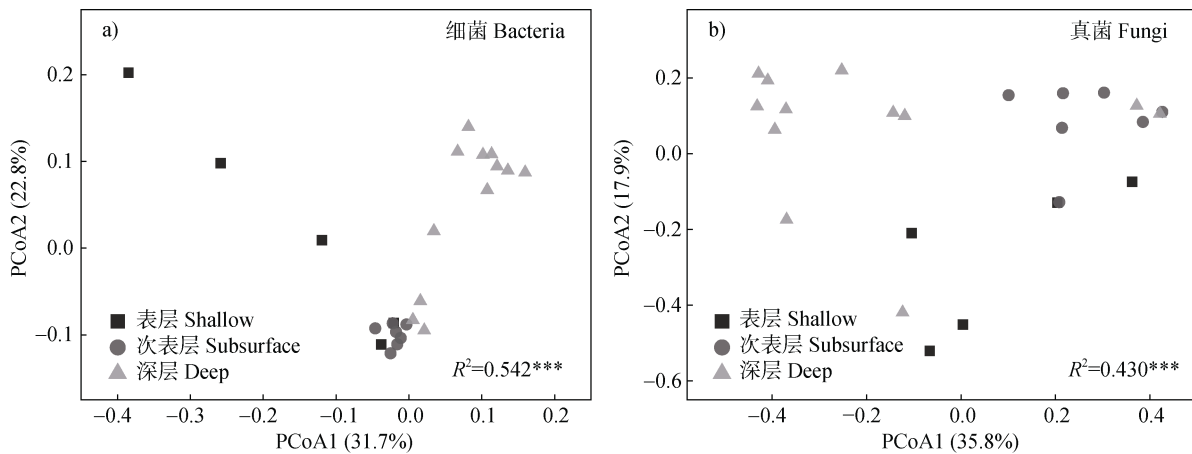 a)
细菌 Bacteria
PCoA2 (22.8%)
0.2
0.1
0.0
−0.1
■ 表层 Shallow
● 次表层 Subsurface
▲ 深层 Deep
R²=0.542***
−0.4 −0.3 −0.2 −0.1 0.0 0.1 0.2
PCoA1 (31.7%)
b)
真菌 Fungi
PCoA2 (17.9%)
0.2
0.0
−0.2
−0.4
−0.6
■ 表层 Shallow
● 次表层 Subsurface
▲ 深层 Deep
R²=0.430***
−0.4 −0.2 0.0 0.2 0.4
PCoA1 (35.8%)